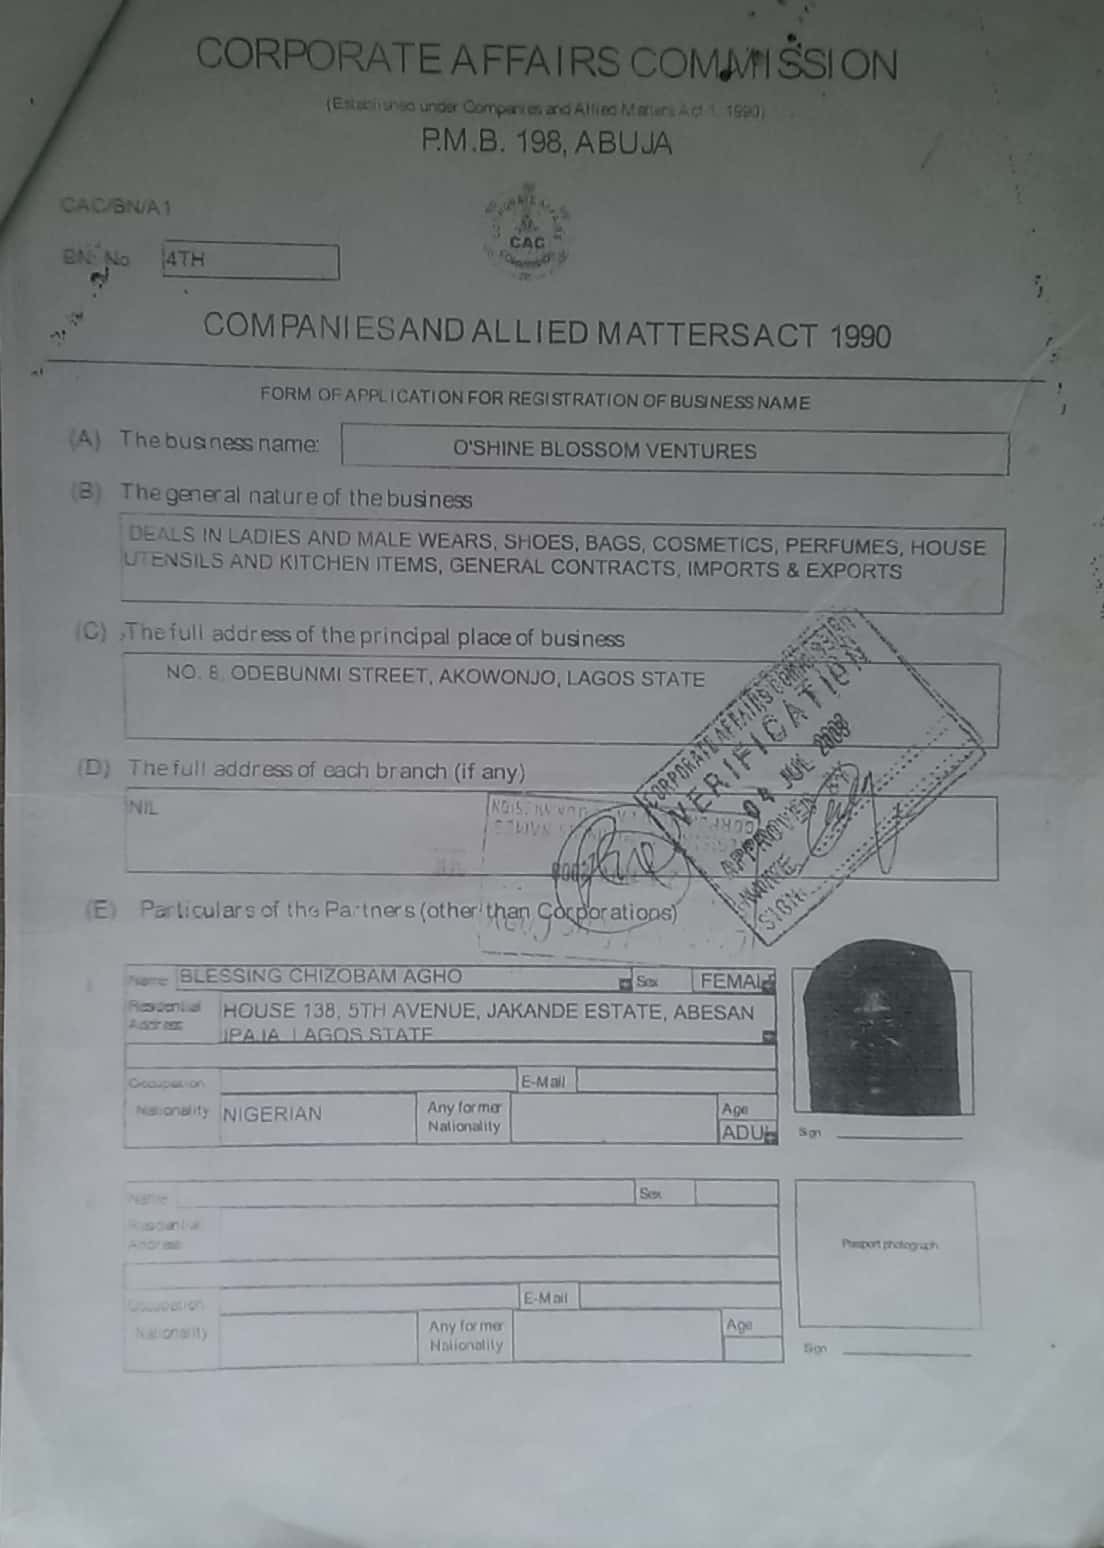 CORPORATE AFFAIRS COMMISSION
(Established under Companies and Allied Matters Act 1, 1990)
P.M.B. 198, ABUJA
CAC/BN/A1
CAC
BN: No 4TH
COMPANIES AND ALLIED MATTERS ACT 1990
FORM OF APPLICATION FOR REGISTRATION OF BUSINESS NAME
(A) The business name: O'SHINE BLOSSOM VENTURES
(B) The general nature of the business
DEALS IN LADIES AND MALE WEARS, SHOES, BAGS, COSMETICS, PERFUMES, HOUSE
UTENSILS AND KITCHEN ITEMS, GENERAL CONTRACTS, IMPORTS & EXPORTS
(C) The full address of the principal place of business
NO. 8, ODEBUNMI STREET, AKOWONJO, LAGOS STATE
CORPORATE AFFAIRS COMMISSION
VERIFICATION
04 JUL 2008
APPROVED BY
NAME
SIGN
(D) The full address of each branch (if any)
NIL
(E) Particulars of the Partners (other than Corporations)
Name BLESSING CHIZOBAM AGHO Sex FEMAL
Residential HOUSE 138, 5TH AVENUE, JAKANDE ESTATE, ABESAN
Address IPAJA, LAGOS STATE
Occupation E-Mail
Nationality NIGERIAN Any former Nationality Age
ADUL
Sign
Name Sex
Residential
Address
Passport photograph
Occupation E-Mail
Nationality Any former Nationality Age
Sign